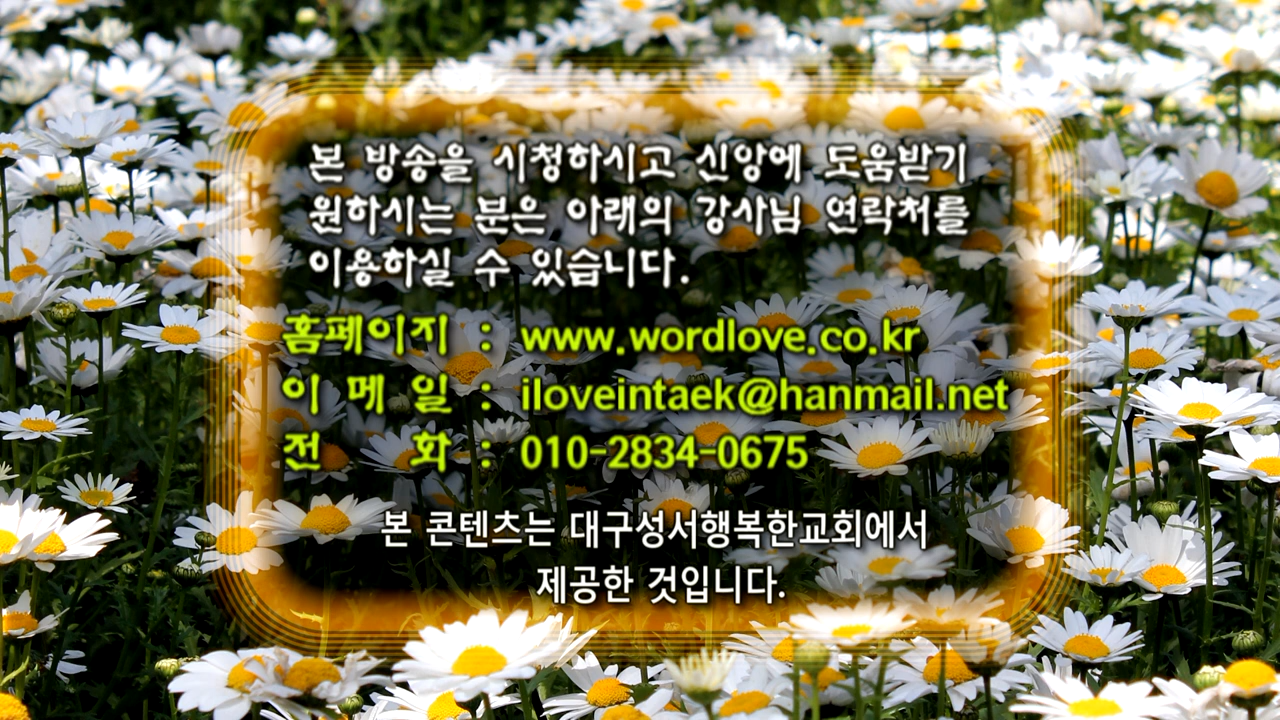 본 방송을 시청하시고 신앙에 도움받기
원하시는 분은 아래의 강사님 연락처를
이용하실 수 있습니다.
홈페이지 : www.wordlove.co.kr
이 메 일 : iloveintaek@hanmail.net
전 화 : 010-2834-0675
본 콘텐츠는 대구성서행복한교회에서
제공한 것입니다.